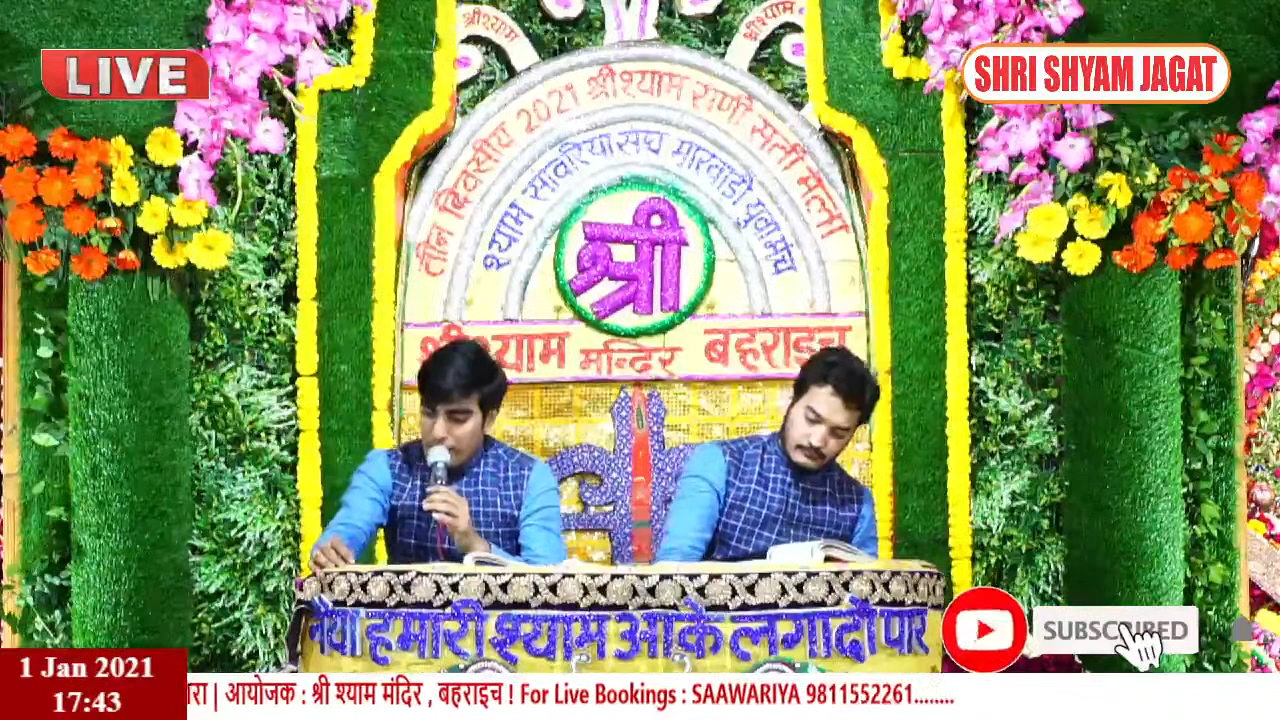 LIVE
SHRI SHYAM JAGAT
श्री श्याम
श्री श्याम
तीन दिवसीय 2021 श्री श्याम राणी सती मेला
श्याम सांवरिया संघ मारवाड़ी युवा मंच
श्री
श्री श्याम मन्दिर बहराइच
नैया हमारी श्याम आके लगादो पार
SUBSCRIBED
1 Jan 2021
17:43
आयोजक : श्री श्याम मंदिर , बहराइच ! For Live Bookings : SAAWARIYA 9811552261........